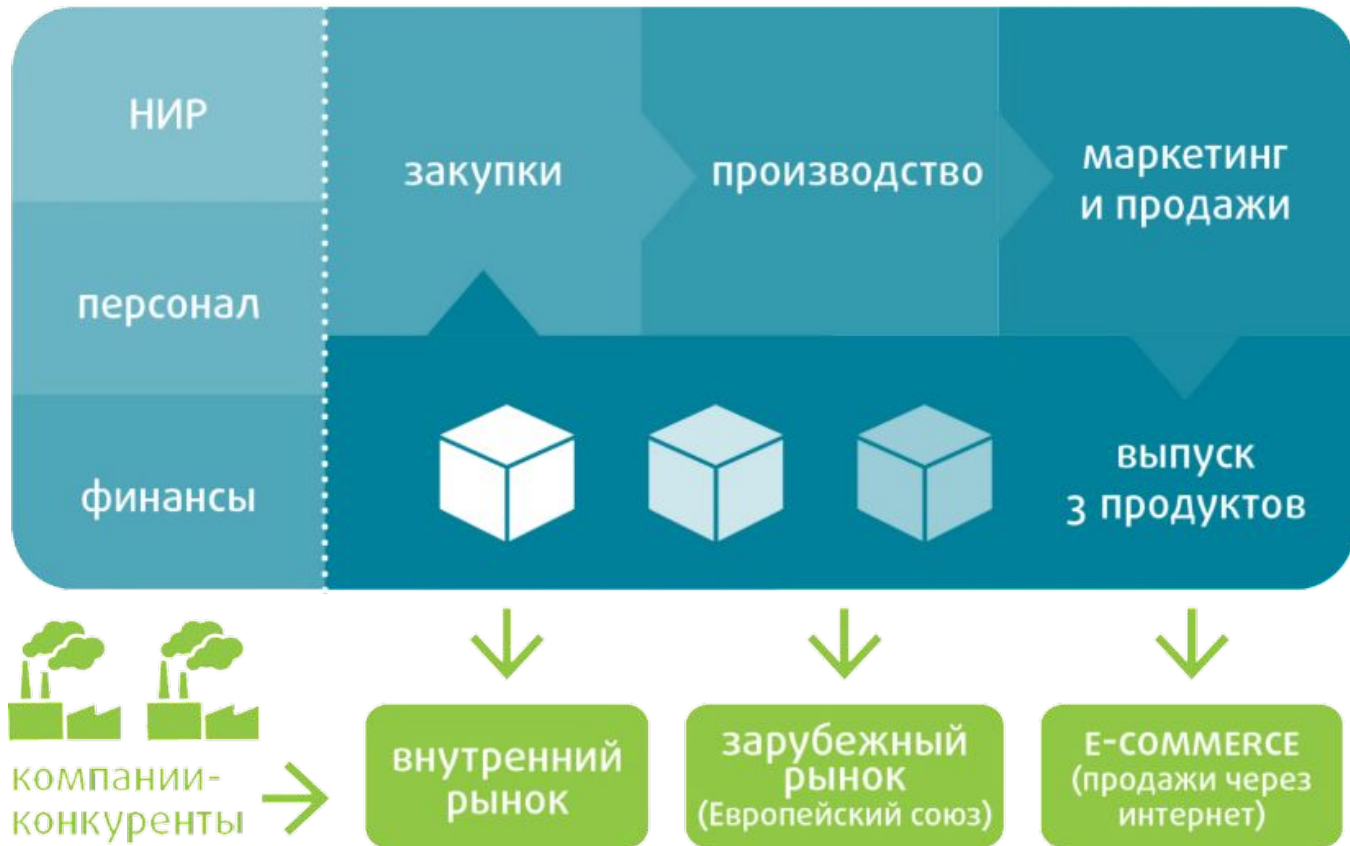 НИР
персонал
финансы
закупки
производство
маркетинг
и продажи
выпуск
3 продуктов
компании-
конкуренты
внутренний
рынок
зарубежный
рынок
(Европейский союз)
E-COMMERCE
(продажи через
интернет)